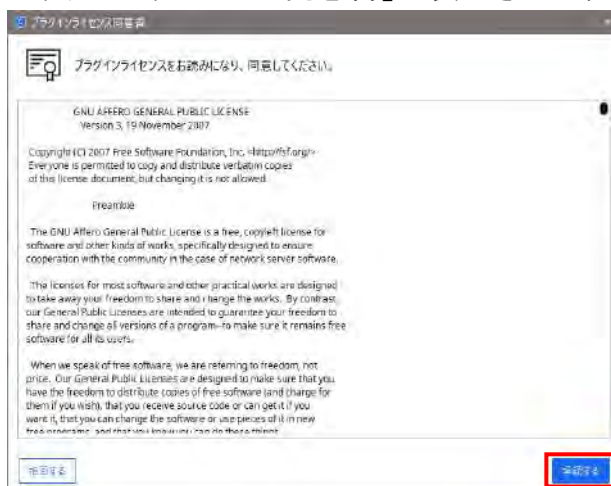 プラグインライセンス同意書
プラグインライセンスをお読みになり、同意してください。
GNU AFFERO GENERAL PUBLIC LICENSE
Version 3, 19 November 2007
Copyright (C) 2007 Free Software Foundation, Inc. <http://fsf.org/>
Everyone is permitted to copy and distribute verbatim copies
of this license document, but changing it is not allowed.
Preamble
The GNU Affero General Public License is a free, copyleft license for
software and other kinds of works, specifically designed to ensure
cooperation with the community in the case of network server software.
The licenses for most software and other practical works are designed
to take away your freedom to share and change the works. By contrast,
our General Public Licenses are intended to guarantee your freedom to
share and change all versions of a program--to make sure it remains free
software for all its users.
When we speak of free software, we are referring to freedom, not
price. Our General Public Licenses are designed to make sure that you
have the freedom to distribute copies of free software (and charge for
them if you wish), that you receive source code or can get it if you
want it, that you can change the software or use pieces of it in new
free programs, and that you know you can do these things.
拒否する
承認する